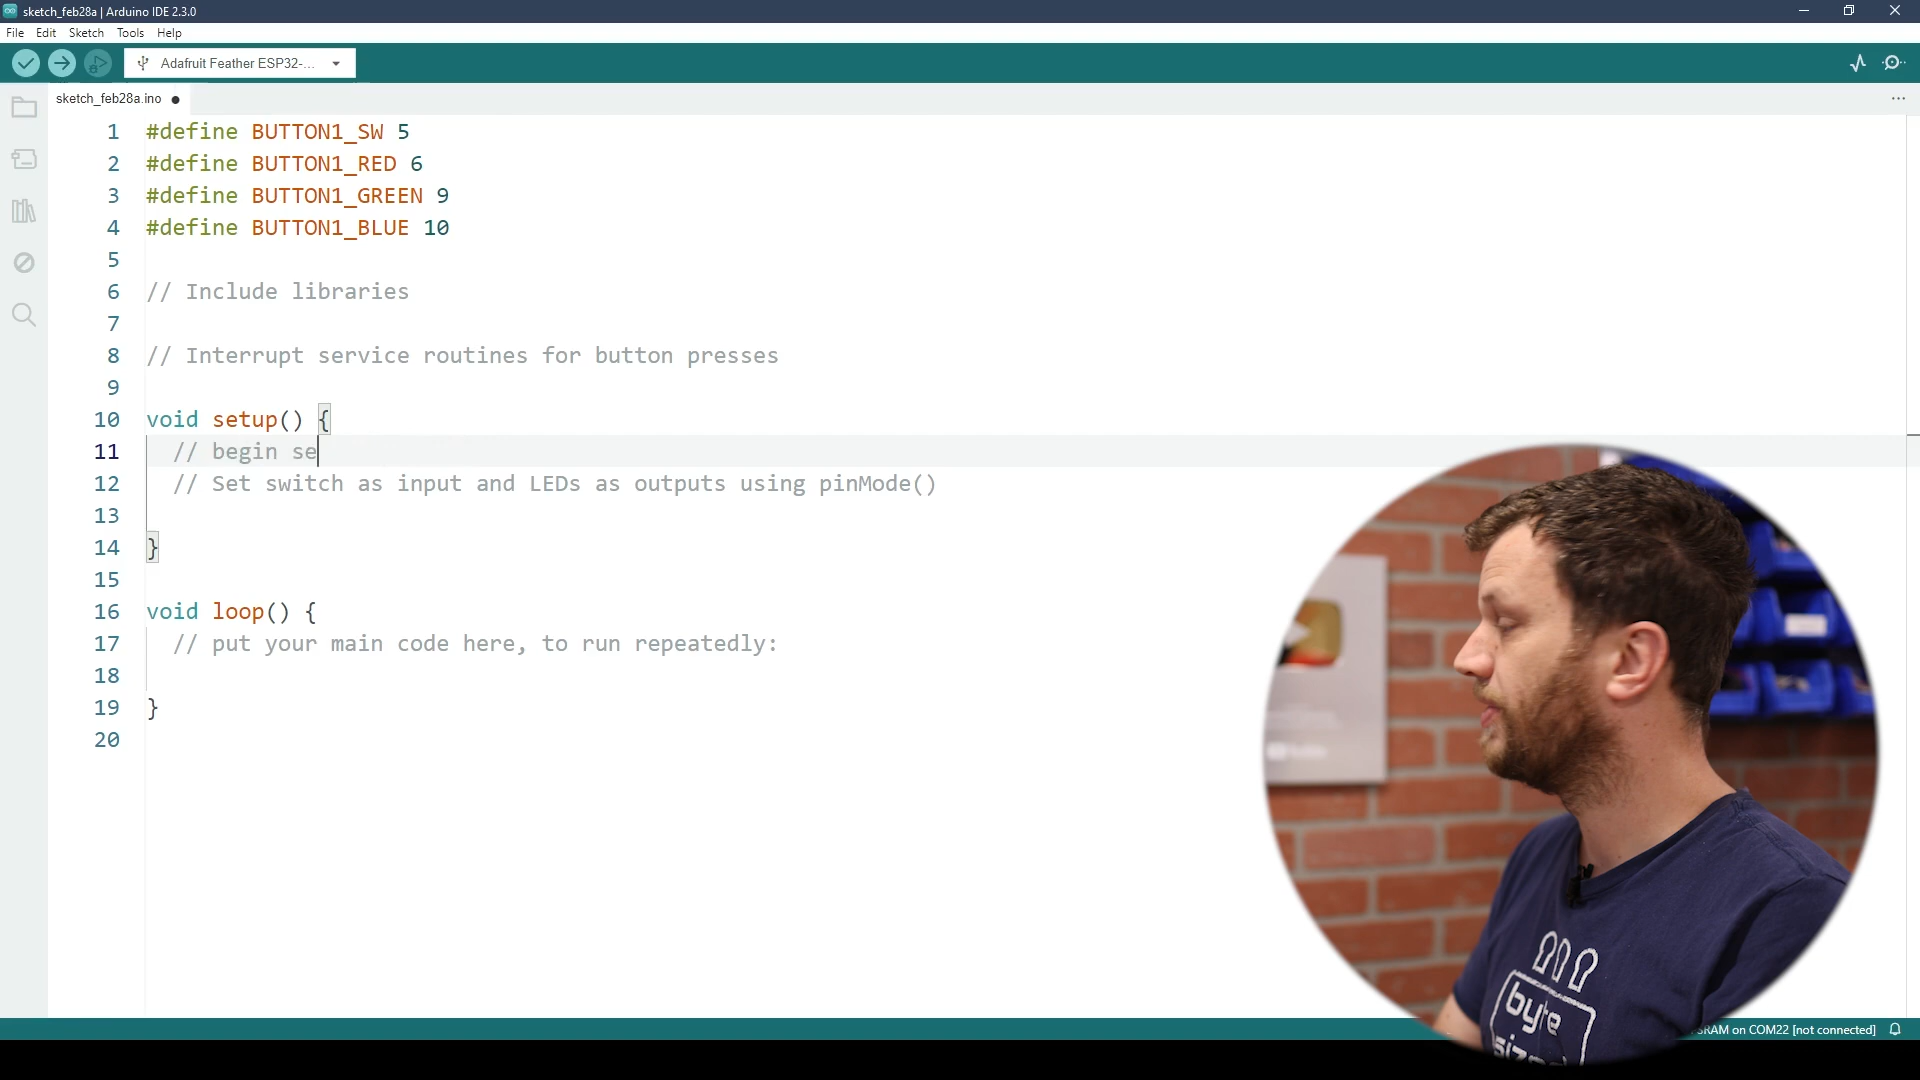 sketch_feb28a | Arduino IDE 2.3.0
File Edit Sketch Tools Help
Adafruit Feather ESP32-...
sketch_feb28a.ino
1 #define BUTTON1_SW 5
2 #define BUTTON1_RED 6
3 #define BUTTON1_GREEN 9
4 #define BUTTON1_BLUE 10
5
6 // Include libraries
7
8 // Interrupt service routines for button presses
9
10 void setup() {
11 // begin se
12 // Set switch as input and LEDs as outputs using pinMode()
13
14 }
15
16 void loop() {
17 // put your main code here, to run repeatedly:
18
19 }
20
byte
SRAM on COM22 [not connected]